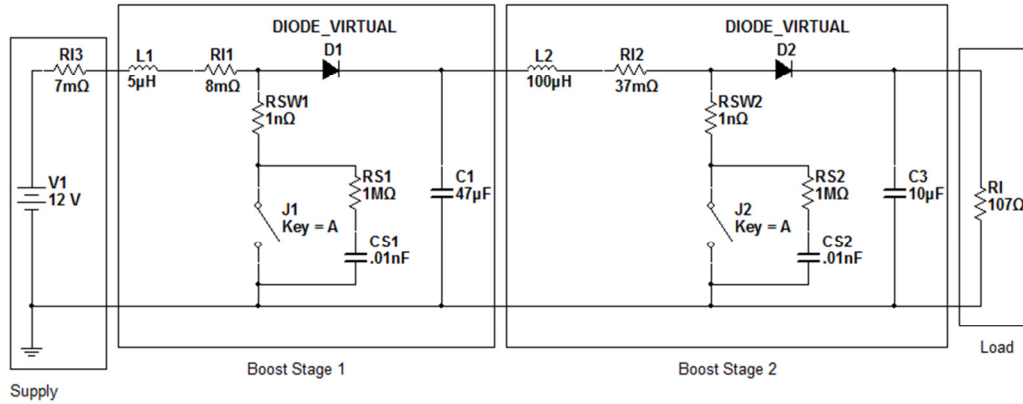 DIODE_VIRTUAL
DIODE_VIRTUAL
RI3
7mΩ
L1
5µH
RI1
8mΩ
D1
L2
100µH
RI2
37mΩ
D2
RSW1
1nΩ
RSW2
1nΩ
V1
12 V
RS1
1MΩ
C1
47µF
RS2
1MΩ
C3
10µF
RI
107Ω
J1
Key = A
J2
Key = A
CS1
.01nF
CS2
.01nF
Supply
Boost Stage 1
Boost Stage 2
Load